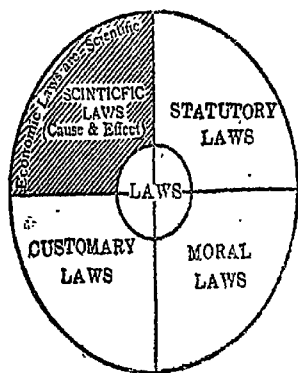 Economic Laws are Scientific
SCINTICFIC
LAWS
(Cause & Effect)
STATUTORY
LAWS
LAWS
CUSTOMARY
LAWS
MORAL
LAWS